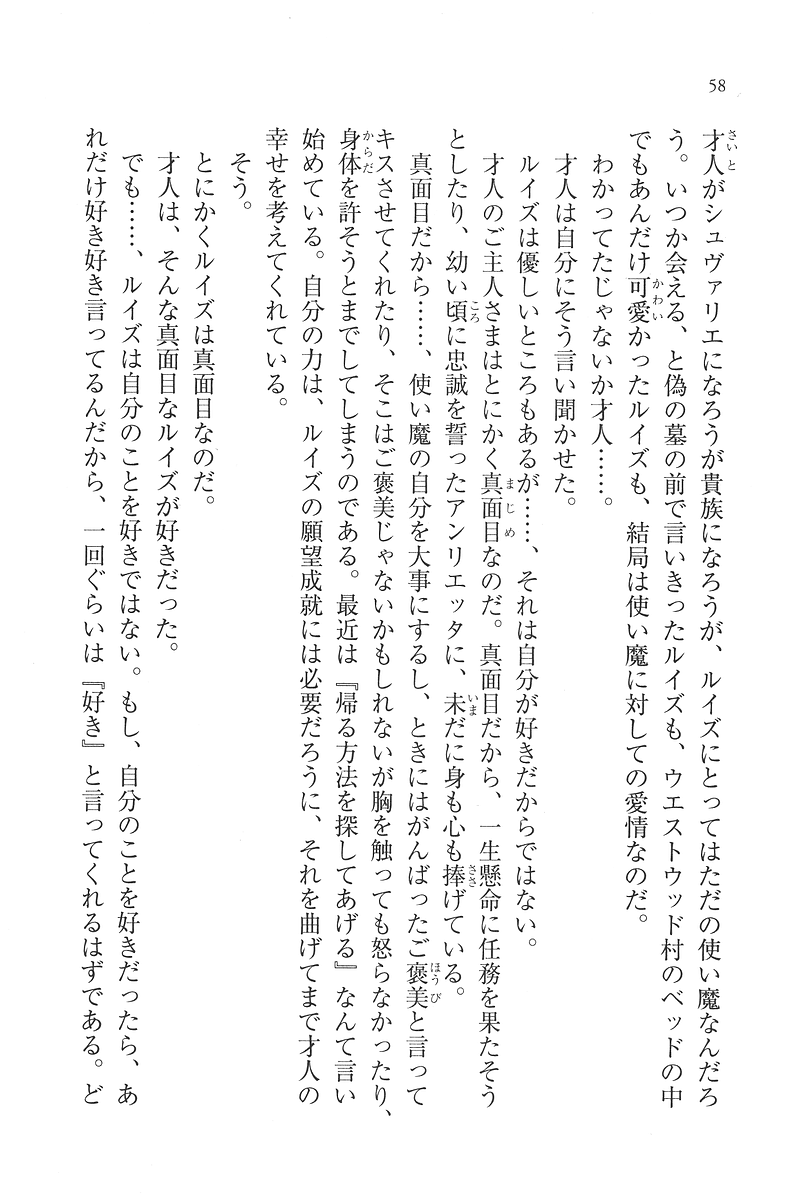 58
才人がシュヴァリエになろうが貴族になろうが、ルイズにとってはただの使い魔なんだろ
う。いつか会える、と偽の墓の前で言いきったルイズも、ウエストウッド村のベッドの中
でもあんだけ可愛かったルイズも、結局は使い魔に対しての愛情なのだ。
わかってたじゃないか才人……。
才人は自分にそう言い聞かせた。
ルイズは優しいところもあるが……、それは自分が好きだからではない。
才人のご主人さまはとにかく真面目なのだ。真面目だから、一生懸命に任務を果たそう
としたり、幼い頃に忠誠を誓ったアンリエッタに、未だに身も心も捧げている。
真面目だから……、使い魔の自分を大事にするし、ときにはがんばったご褒美と言って
キスさせてくれたり、そこはご褒美じゃないかもしれないが胸を触っても怒らなかったり、
身体を許そうとまでしてしまうのである。最近は『帰る方法を探してあげる』なんて言い
始めている。自分の力は、ルイズの願望成就には必要だろうに、それを曲げてまで才人の
幸せを考えてくれている。
そう。
とにかくルイズは真面目なのだ。
才人は、そんな真面目なルイズが好きだった。
でも……、ルイズは自分のことを好きではない。もし、自分のことを好きだったら、あ
れだけ好き好き言ってるんだから、一回ぐらいは『好き』と言ってくれるはずである。ど